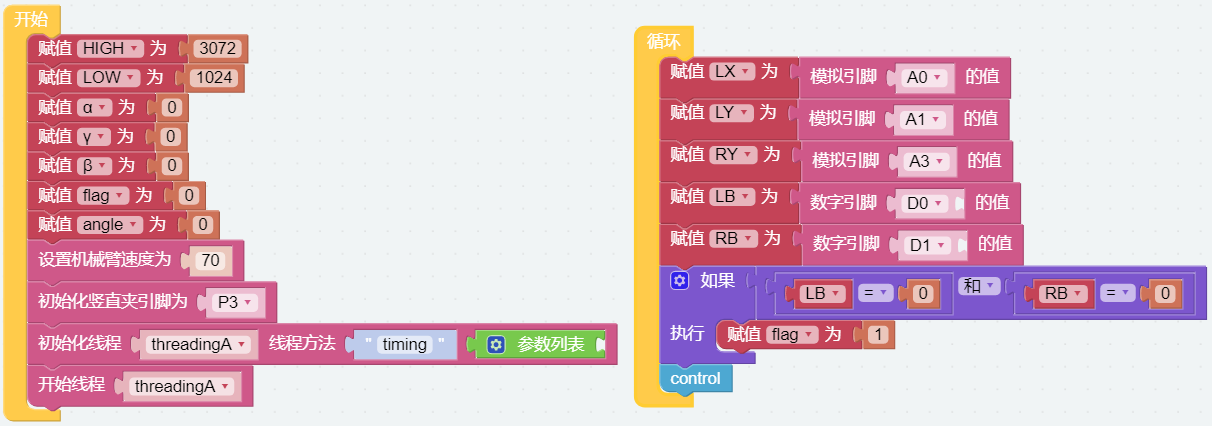 开始
赋值 HIGH 为 3072
赋值 LOW 为 1024
赋值 α 为 0
赋值 γ 为 0
赋值 β 为 0
赋值 flag 为 0
赋值 angle 为 0
设置机械臂速度为 70
初始化竖直夹引脚为 P3
初始化线程 threadingA 线程方法 " timing " 参数列表
开始线程 threadingA
循环
赋值 LX 为 模拟引脚 A0 的值
赋值 LY 为 模拟引脚 A1 的值
赋值 RY 为 模拟引脚 A3 的值
赋值 LB 为 数字引脚 D0 的值
赋值 RB 为 数字引脚 D1 的值
如果 LB = 0 和 RB = 0
执行 赋值 flag 为 1
control